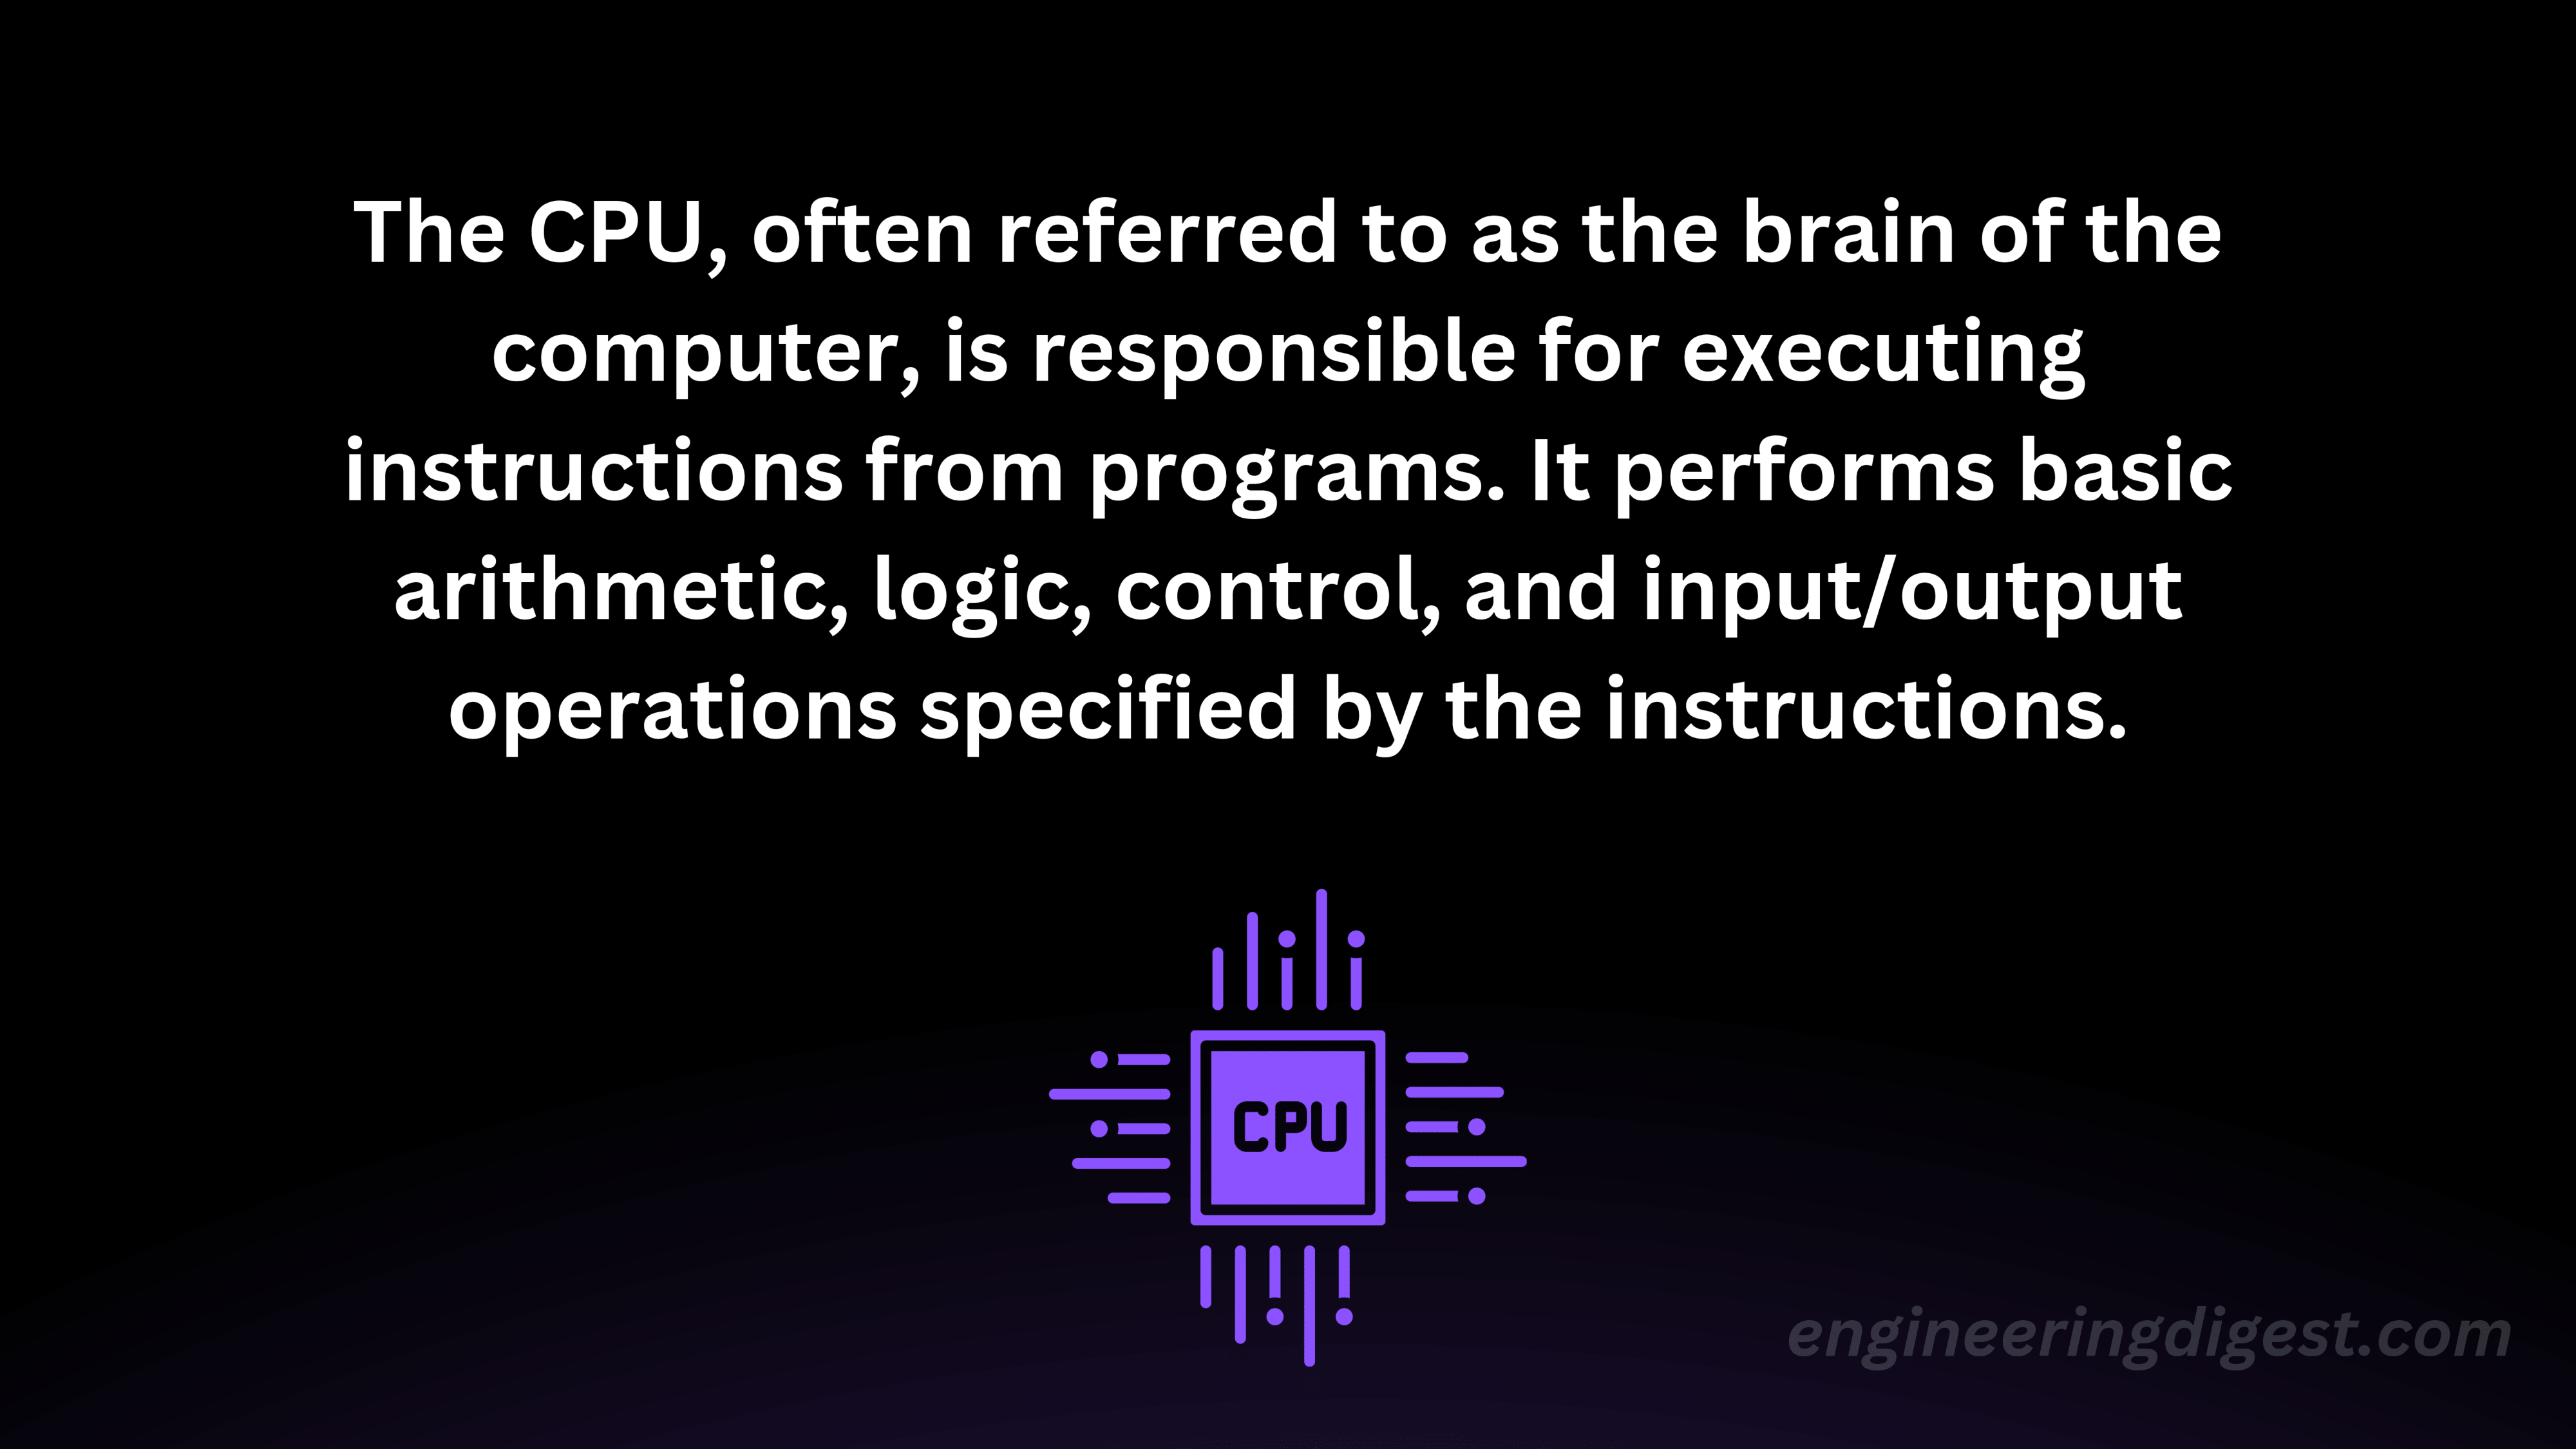 The CPU, often referred to as the brain of the
computer, is responsible for executing
instructions from programs. It performs basic
arithmetic, logic, control, and input/output
operations specified by the instructions.
CPU
engineeringdigest.com